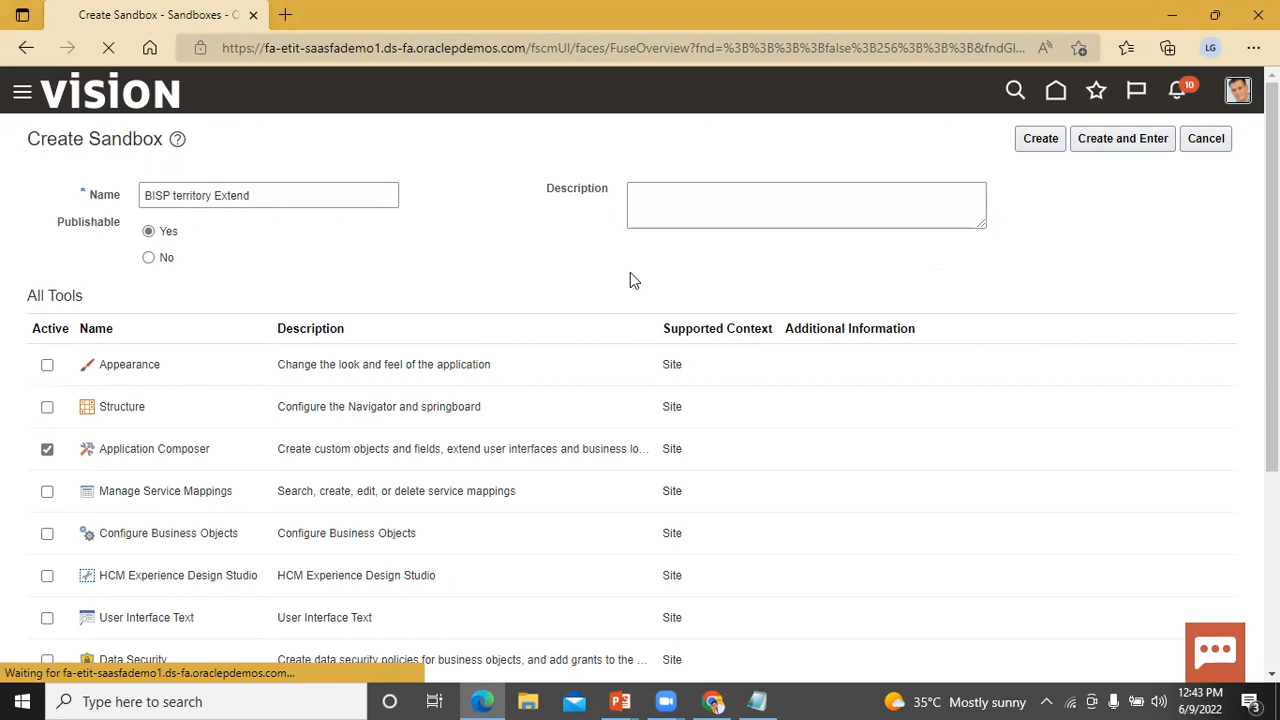 Create Sandbox - Sandboxes - O
https://fa-etit-saasfademo1.ds-fa.oraclepdemos.com/fscmUI/faces/FuseOverview?fnd=%3B%3B%3B%3Bfalse%3B256%3B%3B%3B&fndGl...
LG
VISION
10
Create Sandbox
Create
Create and Enter
Cancel
* Name
BISP territory Extend
Description
Publishable
Yes
No
All Tools
Active Name Description Supported Context Additional Information
Appearance Change the look and feel of the application Site
Structure Configure the Navigator and springboard Site
Application Composer Create custom objects and fields, extend user interfaces and business lo... Site
Manage Service Mappings Search, create, edit, or delete service mappings Site
Configure Business Objects Configure Business Objects Site
HCM Experience Design Studio HCM Experience Design Studio Site
User Interface Text User Interface Text Site
Data Security Create data security policies for business objects, and add grants to the ... Site
Waiting for fa-etit-saasfademo1.ds-fa.oraclepdemos.com...
Type here to search
35°C Mostly sunny
12:43 PM
6/9/2022
3